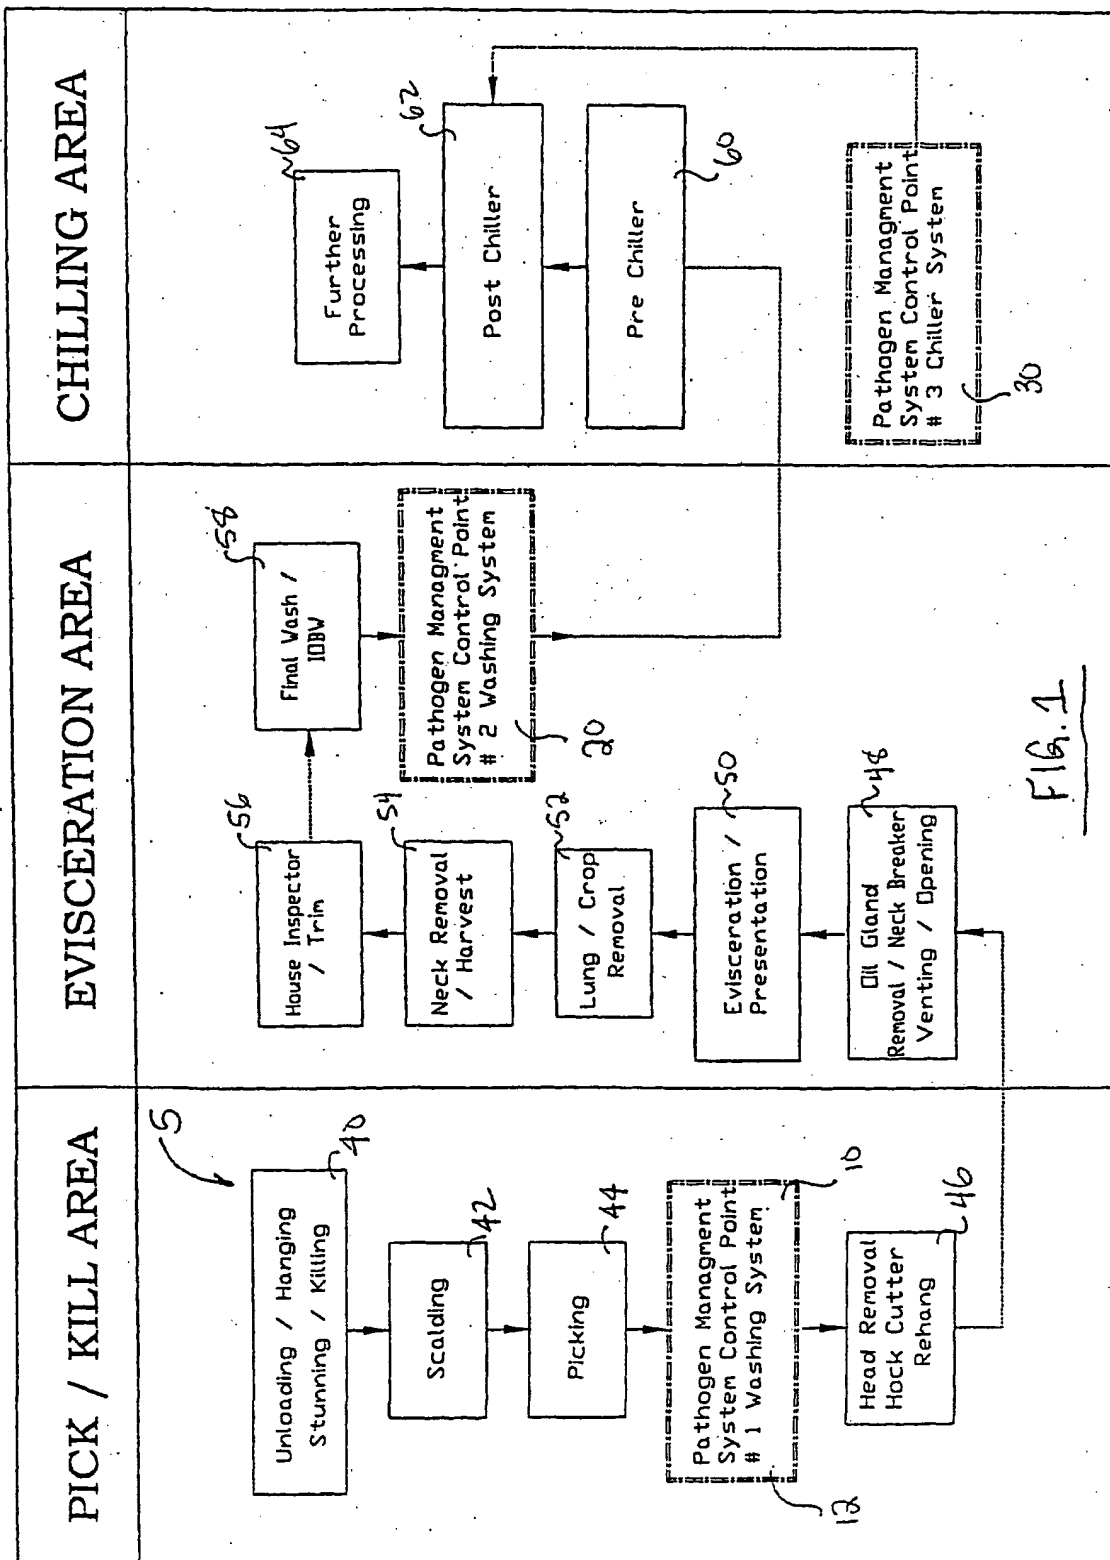 PICK / KILL AREA
EVISCERATION AREA
CHILLING AREA
5
Unloading / Hanging
Stunning / Killing
40
Scalding
42
Picking
44
Pathogen Managment
System Control Point
# 1 Washing System
10
12
Head Removal
Hock Cutter
Rehang
46
Oil Gland
Removal / Neck Breaker
Venting / Opening
48
Evisceration /
Presentation
50
Lung / Crop
Removal
52
Neck Removal
/ Harvest
54
House Inspector
/ Trim
56
Final Wash /
IOBW
58
Pathogen Managment
System Control Point
# 2 Washing System
20
Pre Chiller
60
Post Chiller
62
Further
Processing
64
Pathogen Managment
System Control Point
# 3 Chiller System
30
FIG. 1